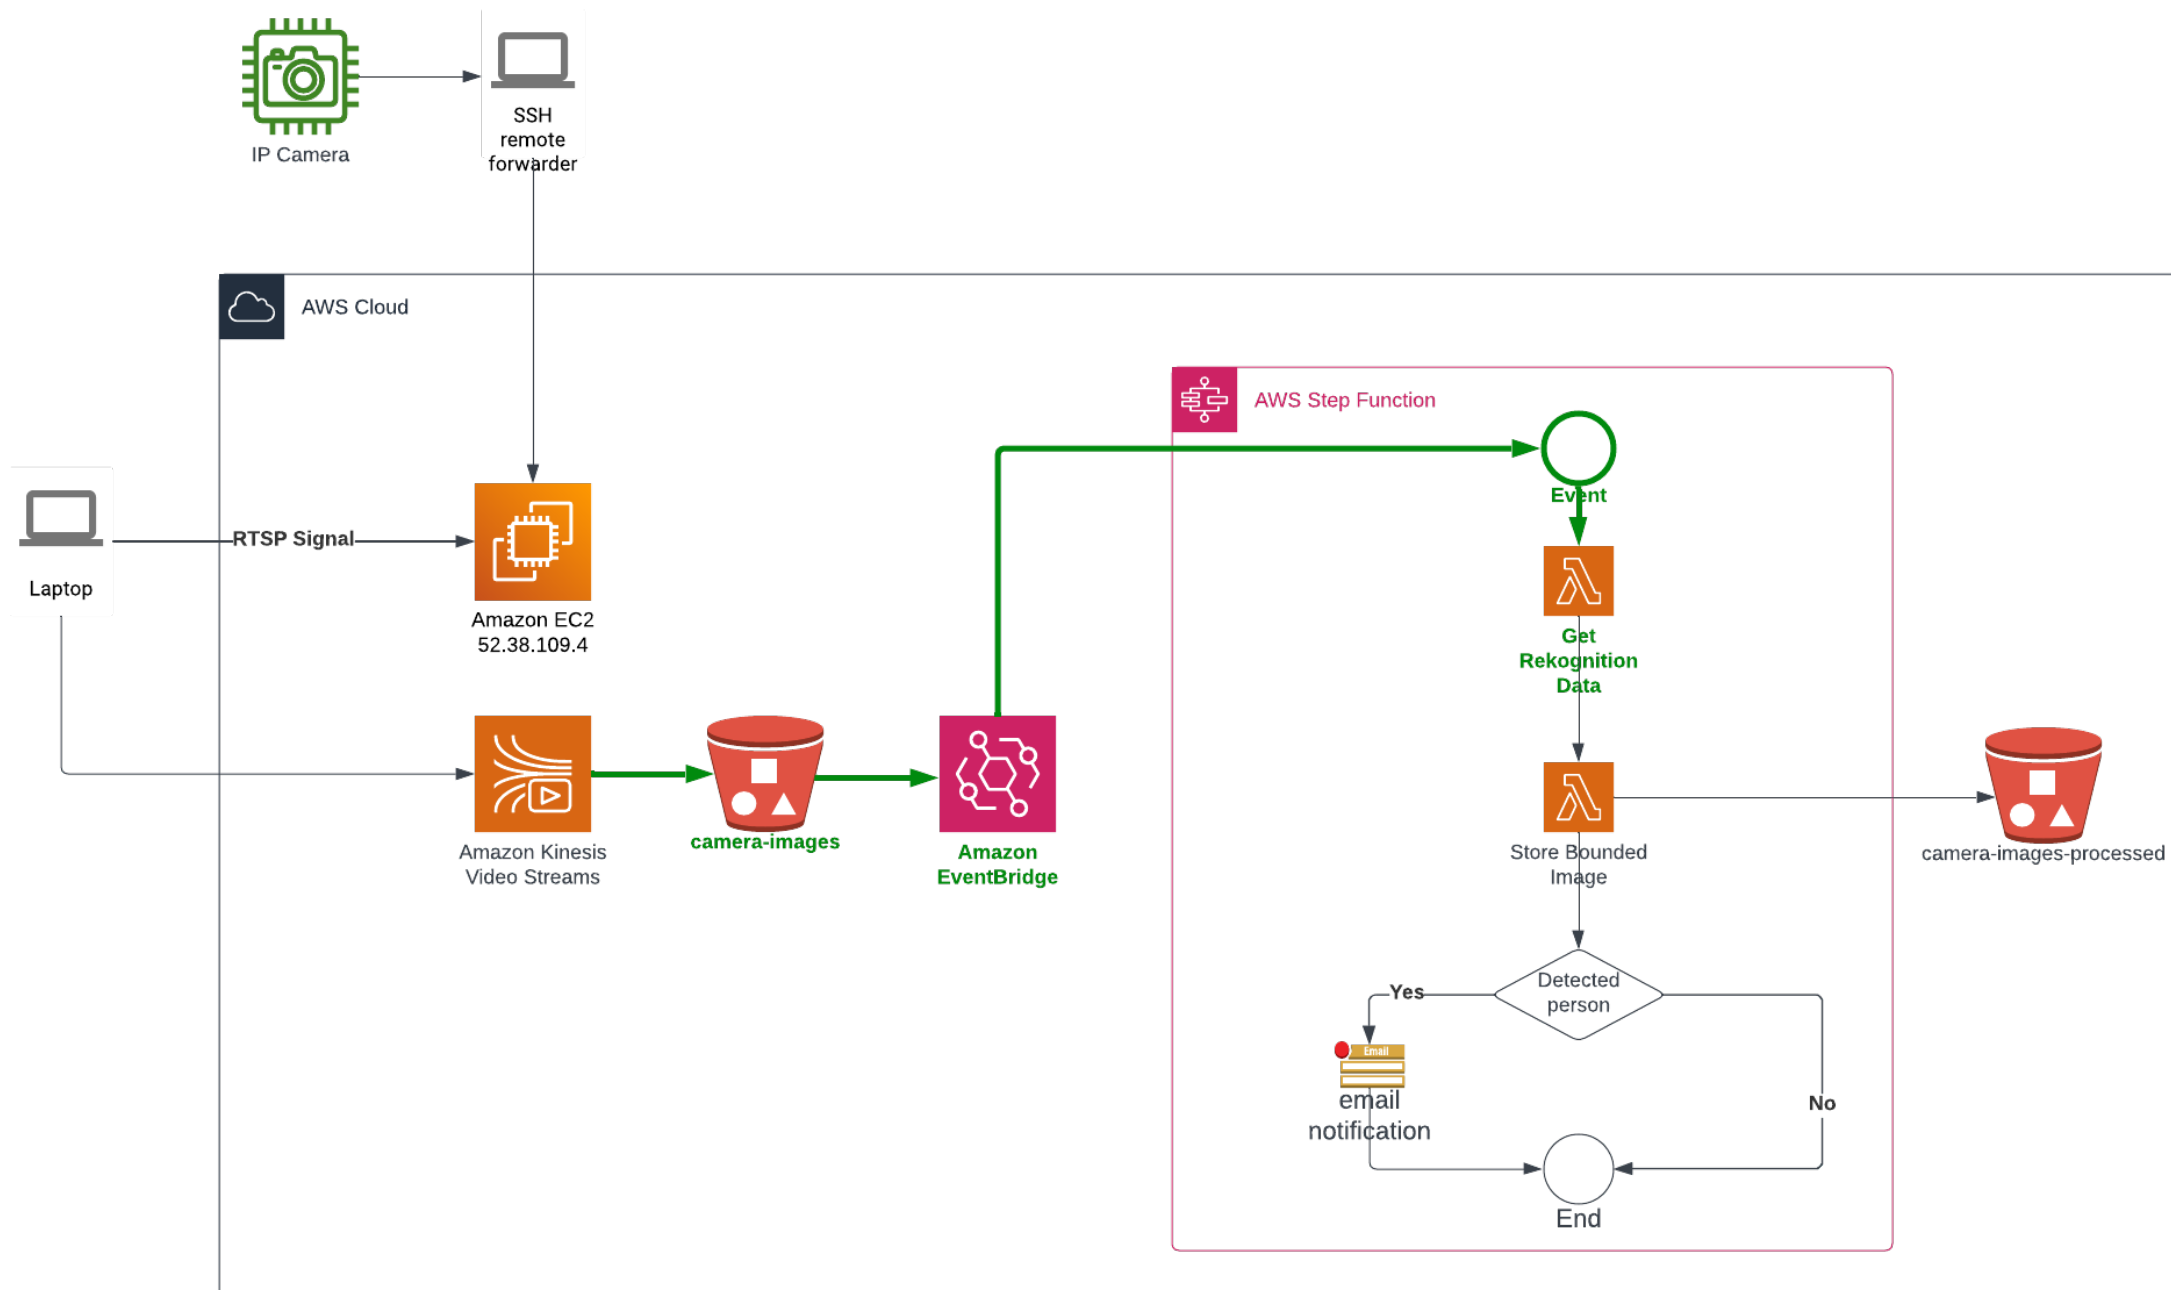 IP Camera
SSH
remote
forwarder
AWS Cloud
AWS Step Function
Event
RTSP Signal
Laptop
Amazon EC2
52.38.109.4
Get
Rekognition
Data
Amazon Kinesis
Video Streams
camera-images
Amazon
EventBridge
Store Bounded
Image
camera-images-processed
Detected
person
Yes
Email
email
notification
No
End